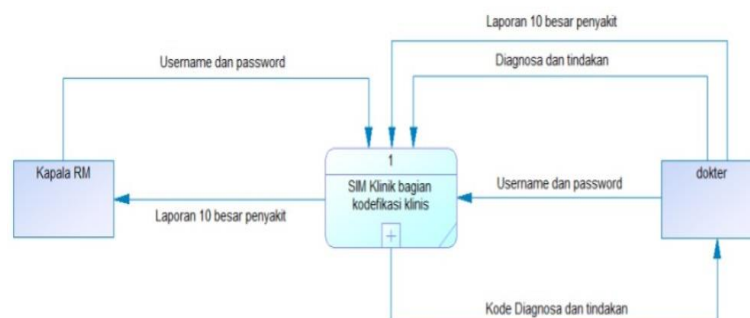 Laporan 10 besar penyakit
Diagnosa dan tindakan
Username dan password
1
Kapala RM
SIM Klinik bagian
kodefikasi klinis
dokter
Username dan password
Laporan 10 besar penyakit
Kode Diagnosa dan tindakan